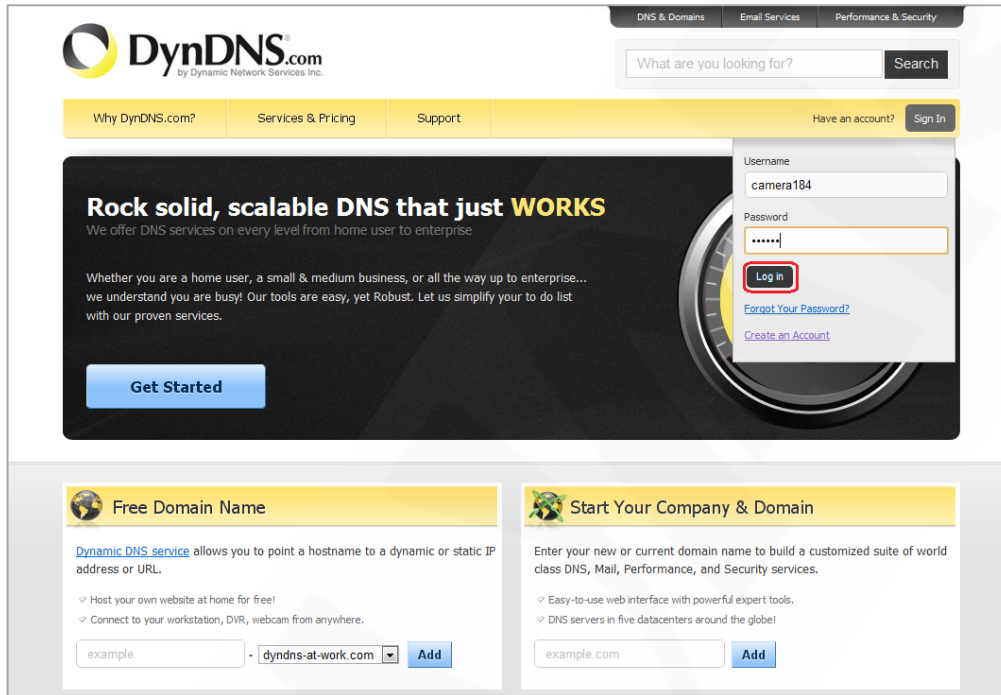 DNS & Domains Email Services Performance & Security
DynDNS.com
by Dynamic Network Services Inc.
What are you looking for? Search
Why DynDNS.com? Services & Pricing Support Have an account? Sign In
Username
camera184
Password
••••••
Log in
Forgot Your Password?
Create an Account
Rock solid, scalable DNS that just WORKS
We offer DNS services on every level from home user to enterprise
Whether you are a home user, a small & medium business, or all the way up to enterprise...
we understand you are busy! Our tools are easy, yet Robust. Let us simplify your to do list
with our proven services.
Get Started
Free Domain Name
Dynamic DNS service allows you to point a hostname to a dynamic or static IP
address or URL.
Host your own website at home for free!
Connect to your workstation, DVR, webcam from anywhere.
example . dyndns-at-work.com Add
Start Your Company & Domain
Enter your new or current domain name to build a customized suite of world
class DNS, Mail, Performance, and Security services.
Easy-to-use web interface with powerful expert tools.
DNS servers in five datacenters around the globe!
example.com Add